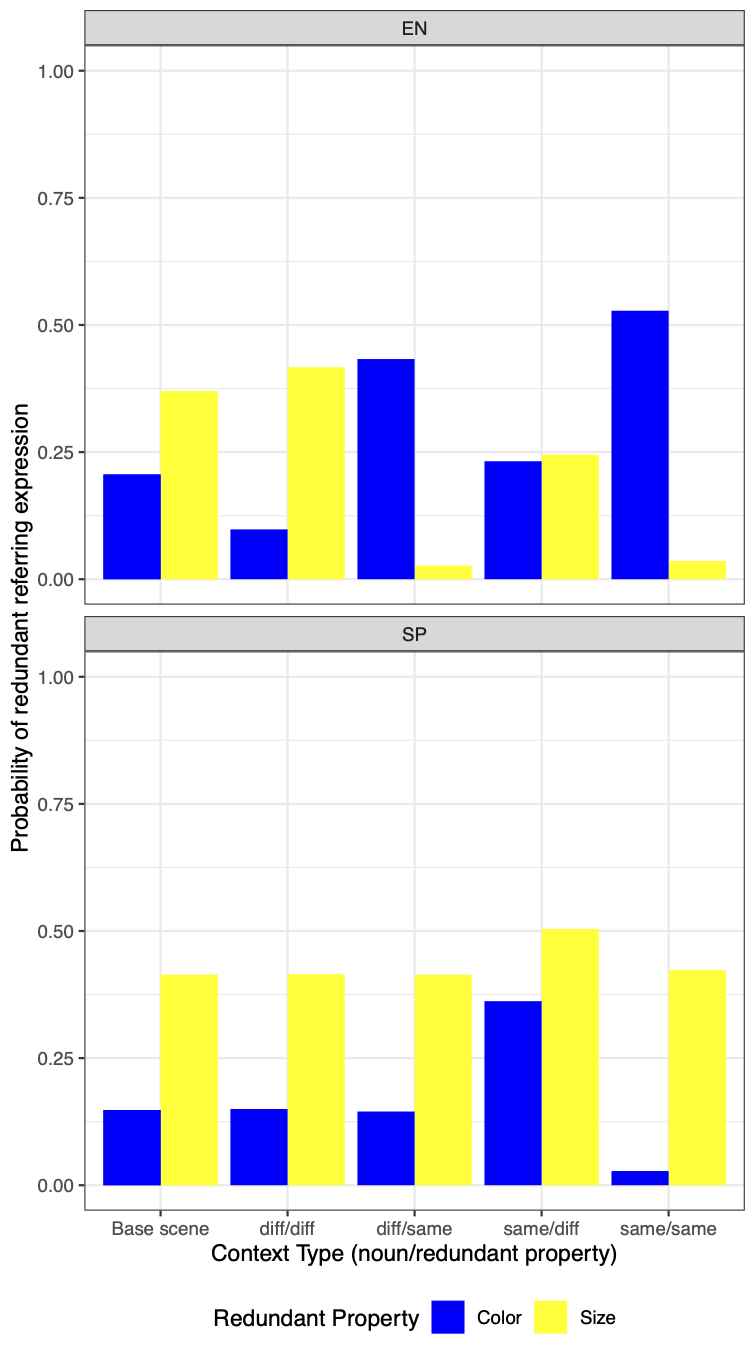 EN
1.00
0.75
0.50
0.25
0.00
SP
1.00
0.75
0.50
0.25
0.00
Probability of redundant referring expression
Base scene diff/diff diff/same same/diff same/same
Context Type (noun/redundant property)
Redundant Property Color Size